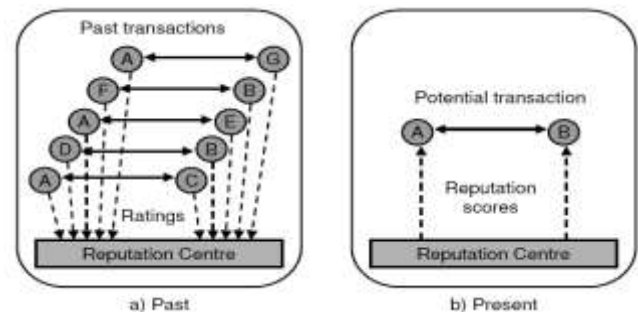 Past transactions
A G
F B
A E
D B
A C
Ratings
Reputation Centre
a) Past
Potential transaction
A B
Reputation
scores
Reputation Centre
b) Present